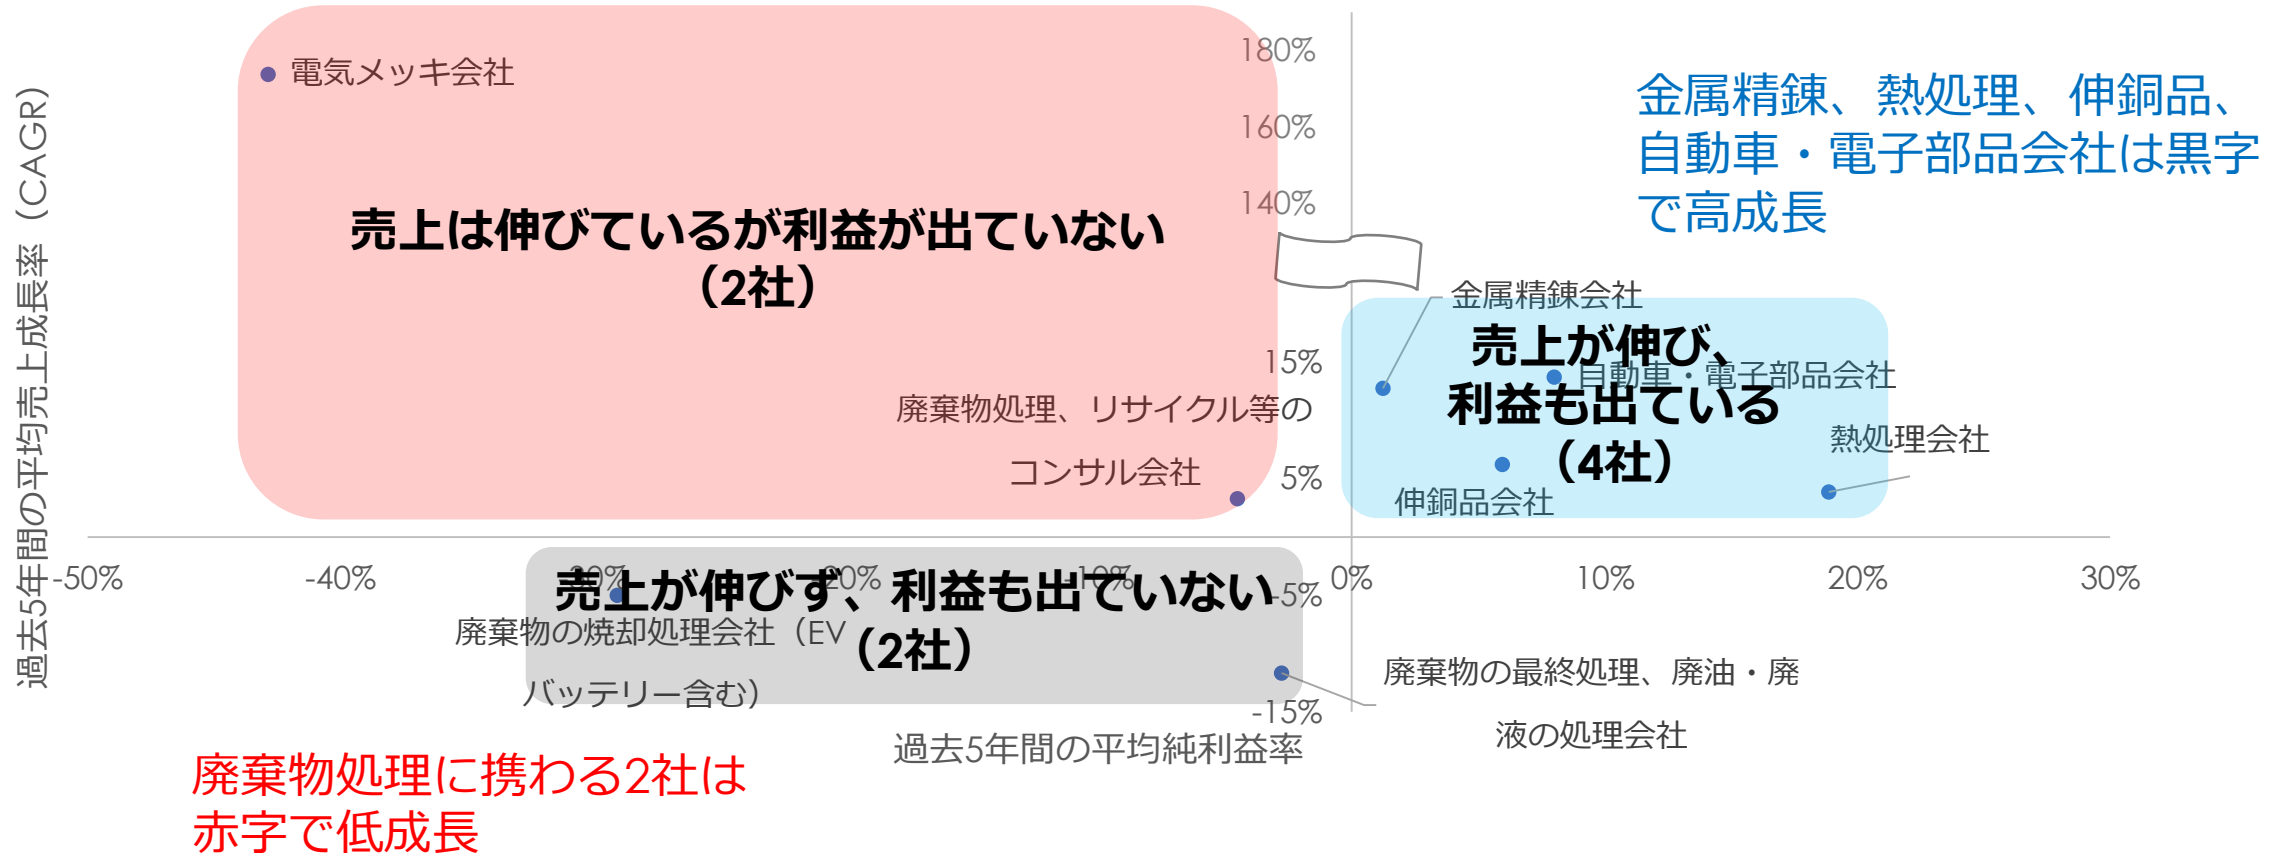 過去5年間の平均売上成長率（CAGR）
180%
160%
140%
15%
5%
-5%
-15%
電気メッキ会社
売上は伸びているが利益が出ていない
（2社）
廃棄物処理、リサイクル等の
コンサル会社
金属精錬、熱処理、伸銅品、
自動車・電子部品会社は黒字
で高成長
金属精錬会社
売上が伸び、
利益も出ている
（4社）
自動車・電子部品会社
熱処理会社
伸銅品会社
-50%
-40%
-30%
-20%
-10%
0%
10%
20%
30%
売上が伸びず、利益も出ていない
（2社）
廃棄物の焼却処理会社（EV
バッテリー含む）
廃棄物の最終処理、廃油・廃
液の処理会社
過去5年間の平均純利益率
廃棄物処理に携わる2社は
赤字で低成長